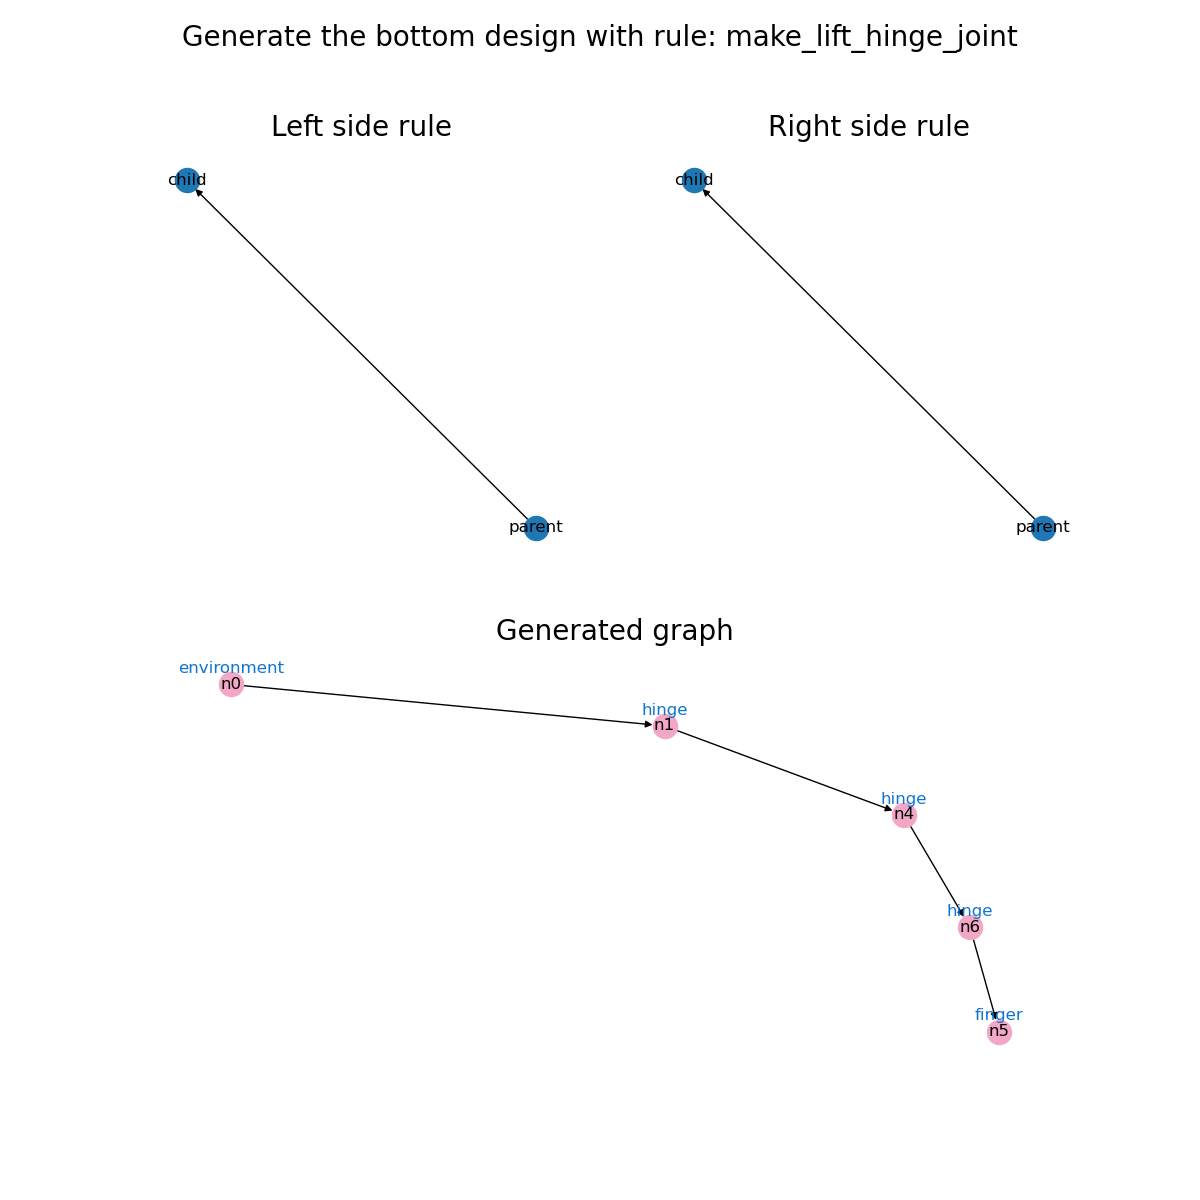 Generate the bottom design with rule: make_lift_hinge_joint
Left side rule
Right side rule
child
child
parent
parent
Generated graph
environment
n0
hinge
n1
hinge
n4
hinge
n6
finger
n5